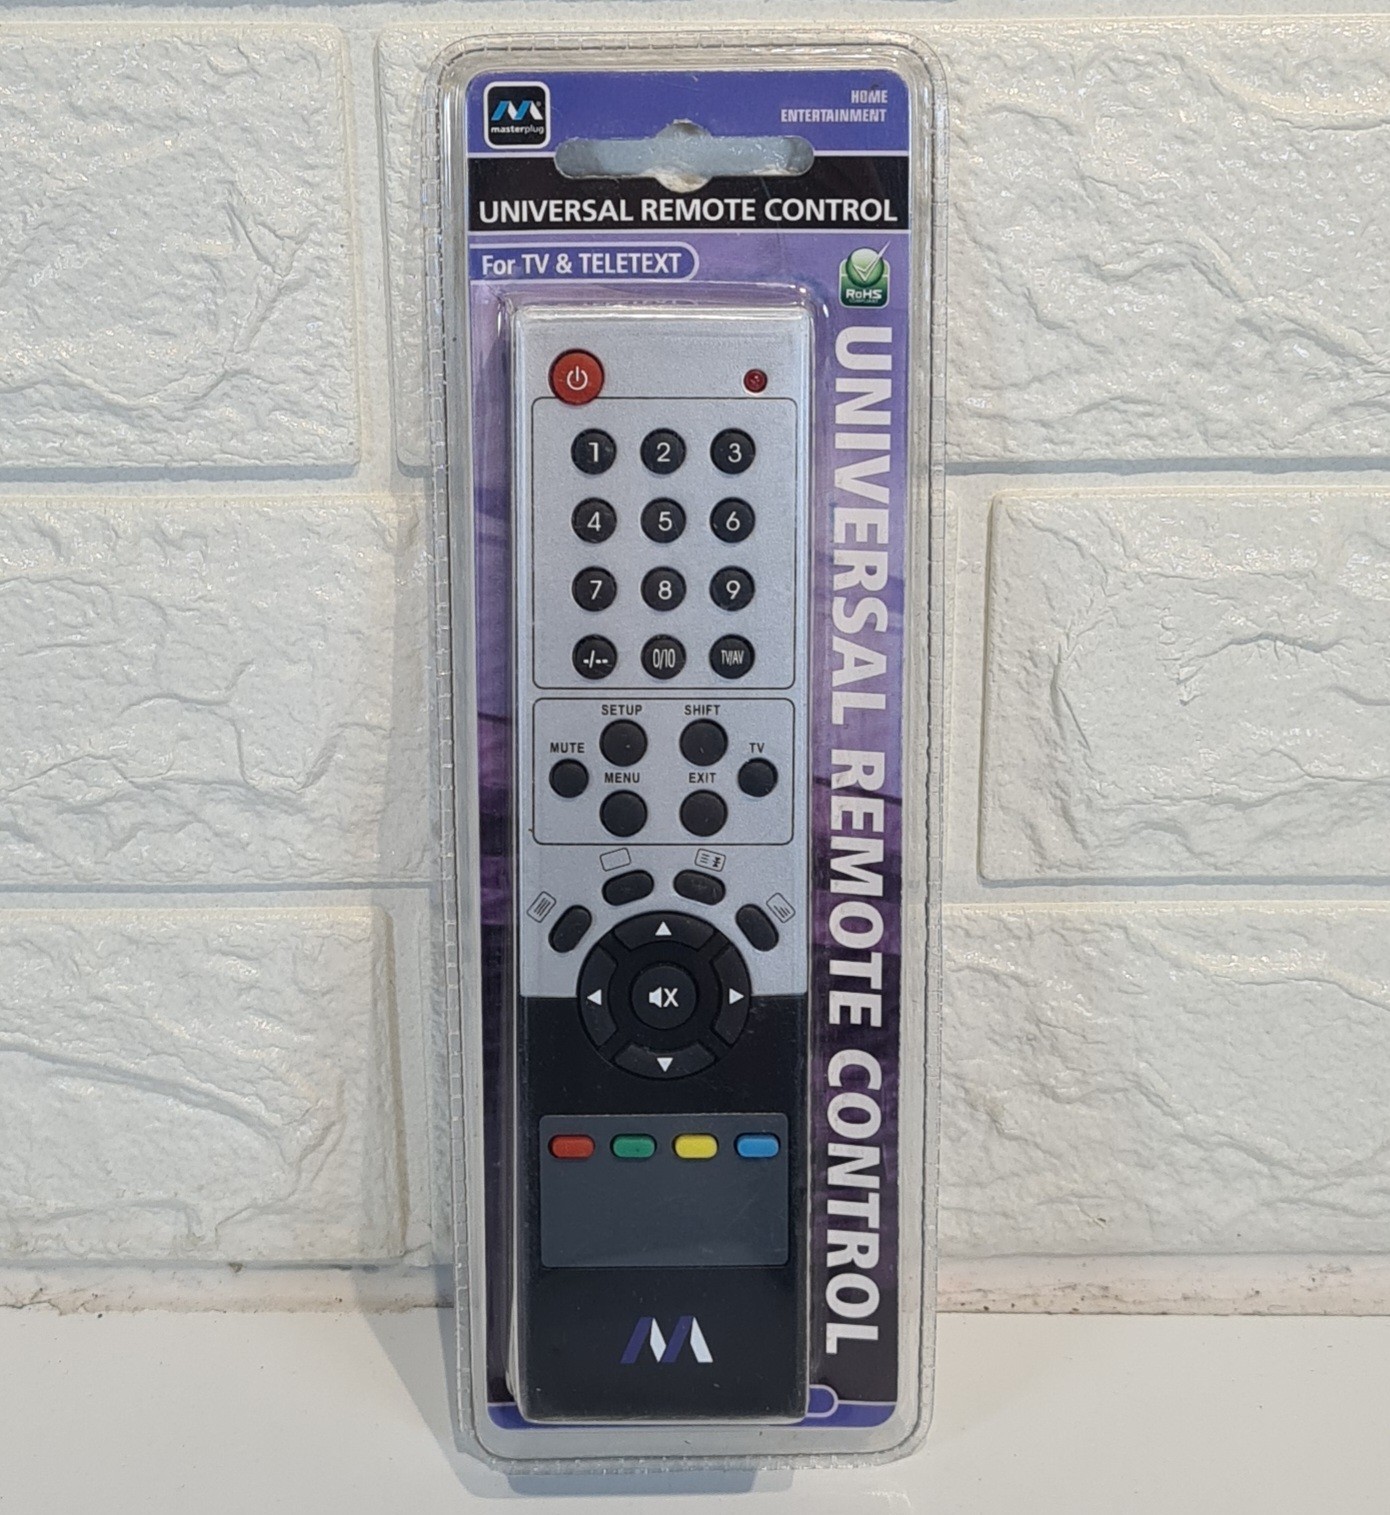 masterplug
HOME
ENTERTAINMENT
UNIVERSAL REMOTE CONTROL
For TV & TELETEXT
RoHS
UNIVERSAL REMOTE CONTROL
1 2 3
4 5 6
7 8 9
-/-- 0/10 TV/AV
SETUP SHIFT
MUTE TV
MENU EXIT